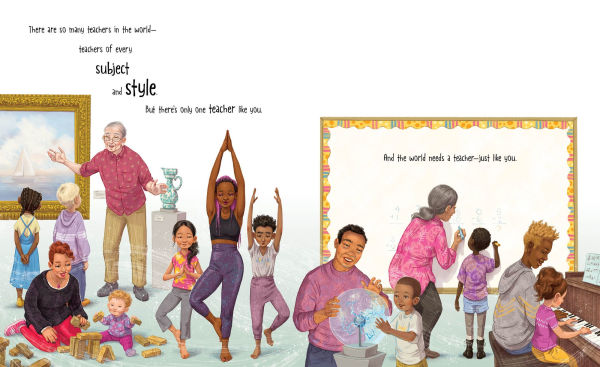 There are so many teachers in the world—
teachers of every
subject
and style.
But there's only one teacher like you.
And the world needs a teacher—just like you.